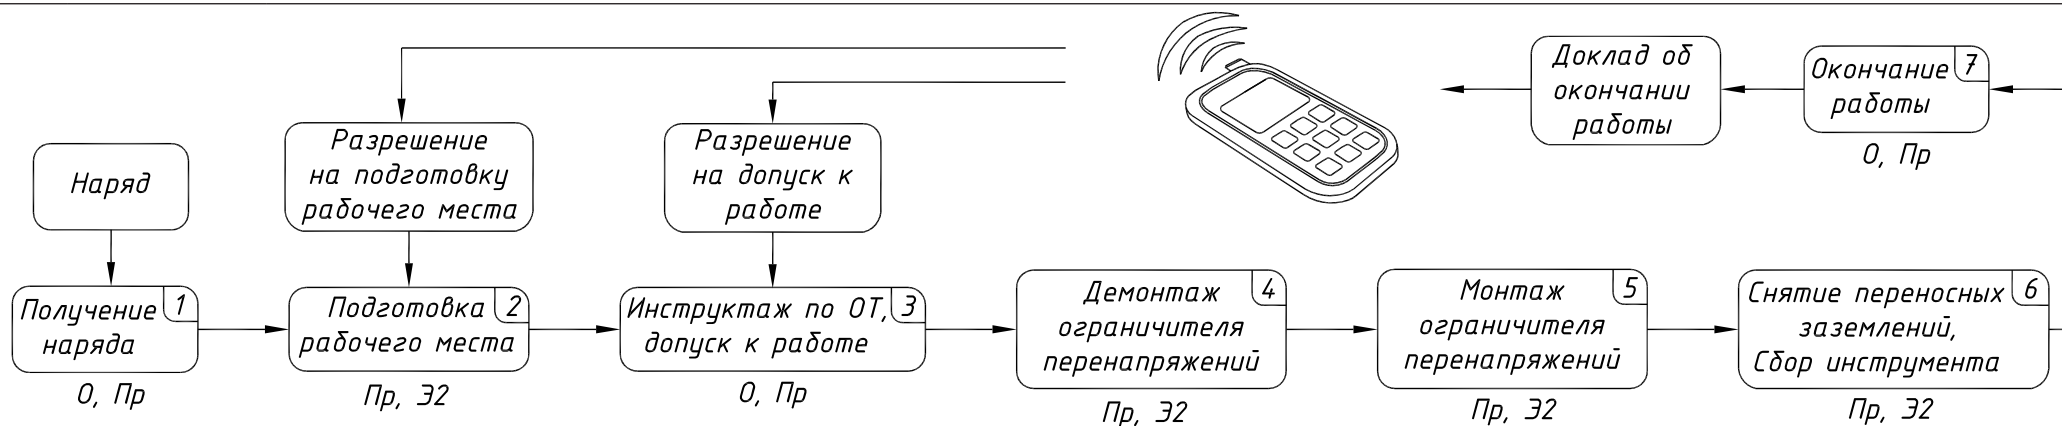 Наряд
Получение
наряда
1
О, Пр
Разрешение
на подготовку
рабочего места
Подготовка
рабочего места
2
Пр, Э2
Разрешение
на допуск к
работе
Инструктаж по ОТ,
допуск к работе
3
О, Пр
Демонтаж
ограничителя
перенапряжений
4
Пр, Э2
Монтаж
ограничителя
перенапряжений
5
Пр, Э2
Снятие переносных
заземлений,
Сбор инструмента
6
Пр, Э2
Окончание
работы
7
О, Пр
Доклад об
окончании
работы